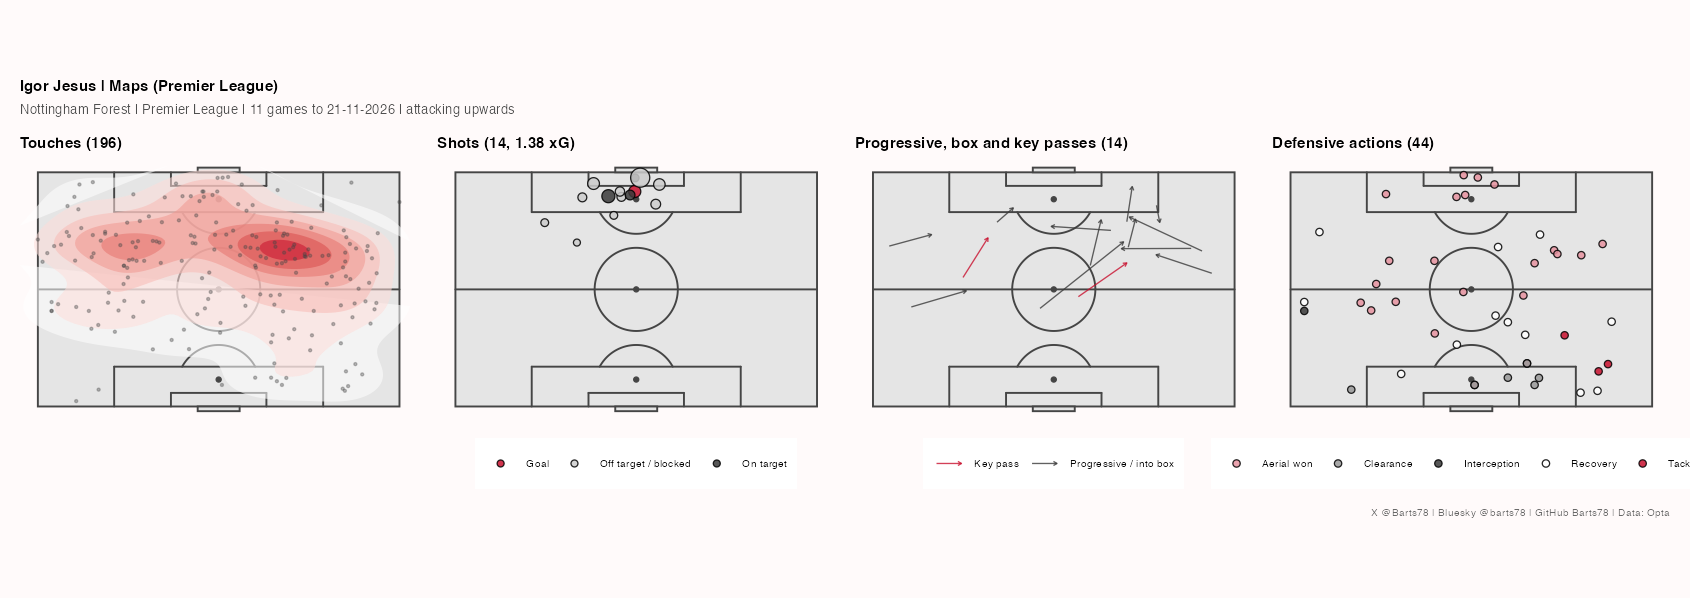 Igor Jesus | Maps (Premier League)
Nottingham Forest | Premier League | 11 games to 21-11-2026 | attacking upwards
Touches (196)
Shots (14, 1.38 xG)
Progressive, box and key passes (14)
Defensive actions (44)
Goal
Off target / blocked
On target
Key pass
Progressive / into box
Aerial won
Clearance
Interception
Recovery
Tack
X @Barts78 | Bluesky @barts78 | GitHub Barts78 | Data: Opta